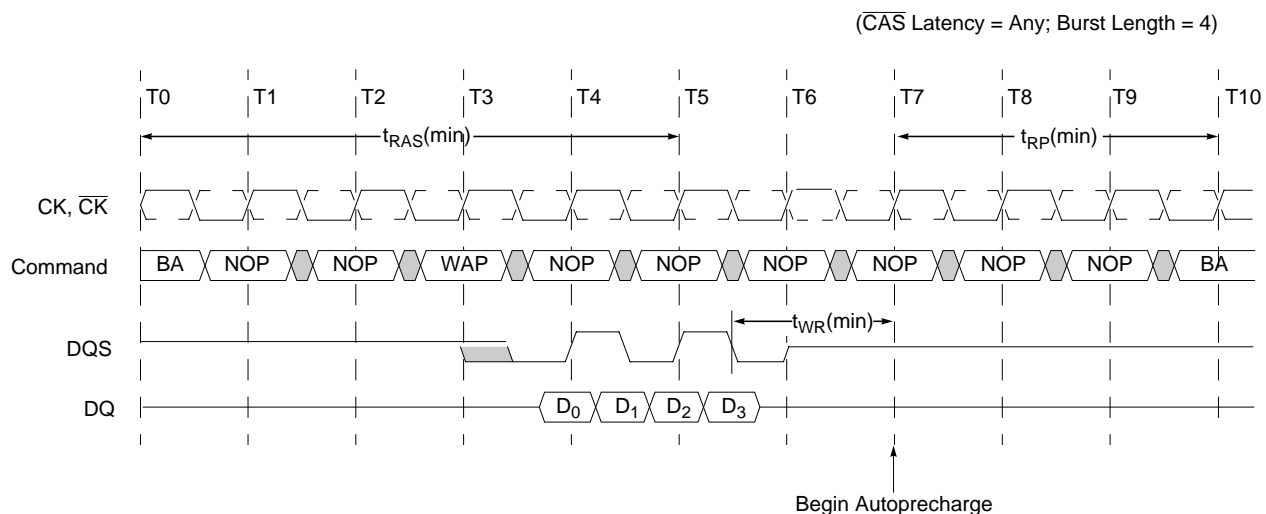 (CAS Latency = Any; Burst Length = 4)
T0 T1 T2 T3 T4 T5 T6 T7 T8 T9 T10
tRAS(min) tRP(min)
CK, CK
Command BA NOP NOP WAP NOP NOP NOP NOP NOP NOP BA
tWR(min)
DQS
DQ D0 D1 D2 D3
Begin Autoprecharge